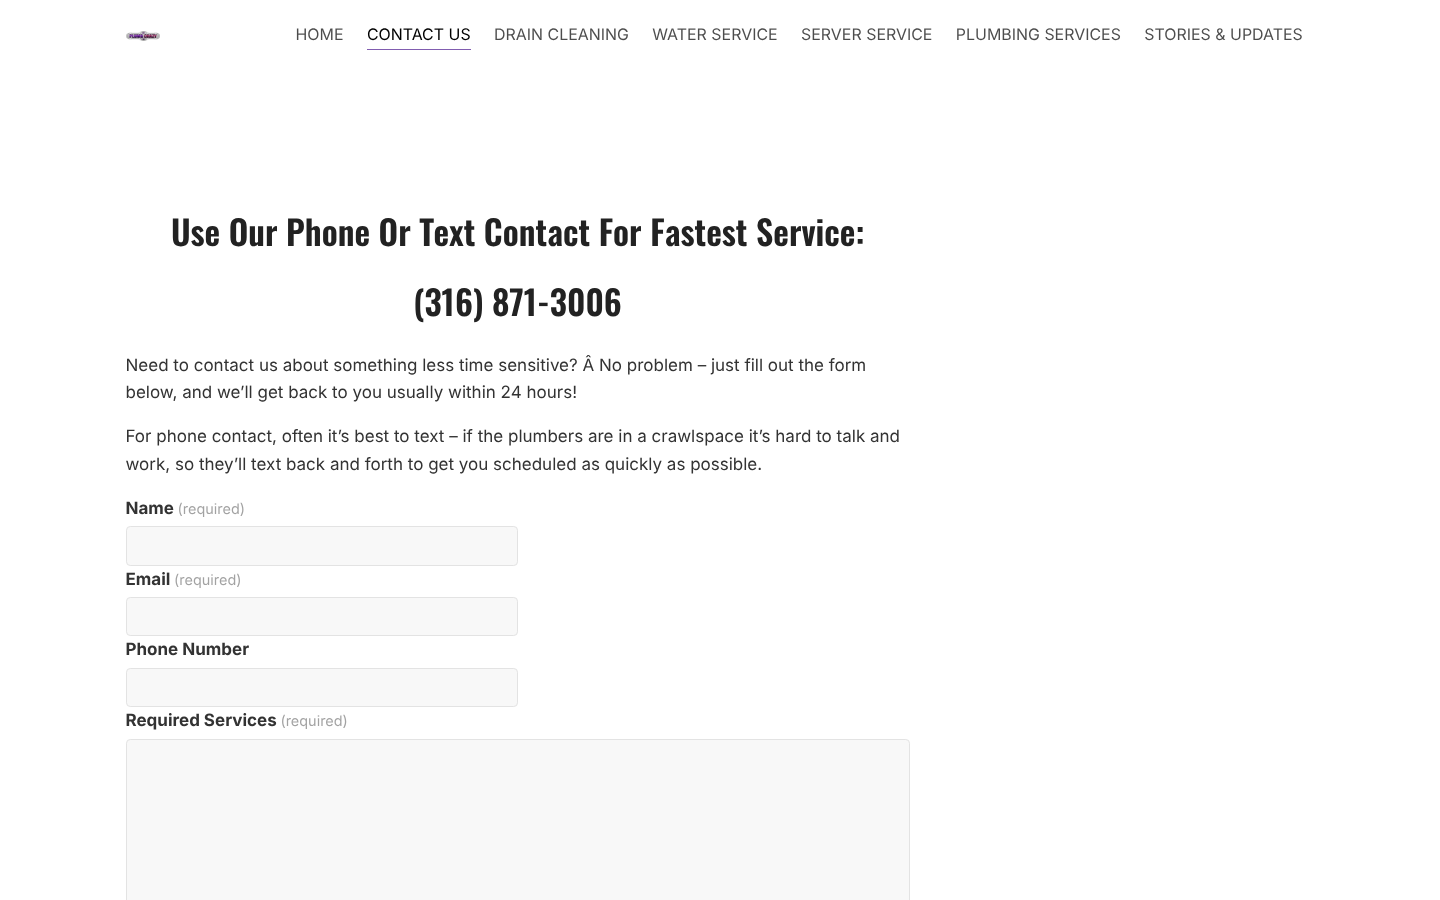 HOME CONTACT US DRAIN CLEANING WATER SERVICE SERVER SERVICE PLUMBING SERVICES STORIES & UPDATES
Use Our Phone Or Text Contact For Fastest Service:
(316) 871-3006
Need to contact us about something less time sensitive? Â No problem – just fill out the form
below, and we’ll get back to you usually within 24 hours!
For phone contact, often it’s best to text – if the plumbers are in a crawlspace it’s hard to talk and
work, so they’ll text back and forth to get you scheduled as quickly as possible.
Name (required)
Email (required)
Phone Number
Required Services (required)